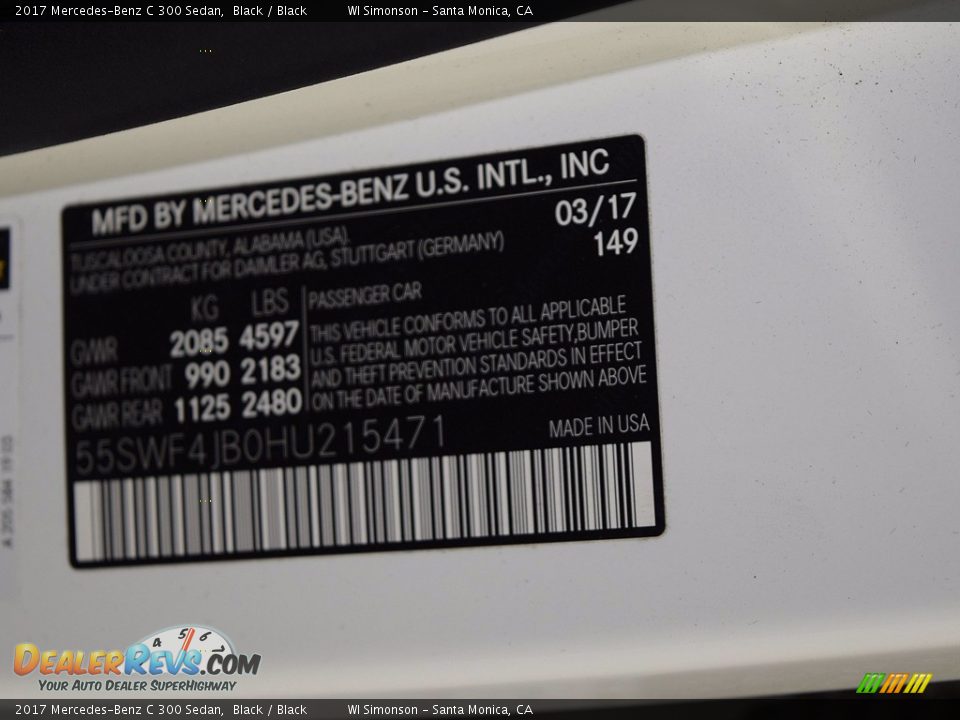 2017 Mercedes-Benz C 300 Sedan, Black / Black WI Simonson - Santa Monica, CA
MFD BY MERCEDES-BENZ U.S. INTL., INC
TUSCALOOSA COUNTY, ALABAMA (USA).
03/17
UNDER CONTRACT FOR DAIMLER AG, STUTTGART (GERMANY)
149
KG LBS
GVWR 2085 4597
GAWR FRONT 990 2183
GAWR REAR 1125 2480
PASSENGER CAR
THIS VEHICLE CONFORMS TO ALL APPLICABLE
U.S. FEDERAL MOTOR VEHICLE SAFETY, BUMPER
AND THEFT PREVENTION STANDARDS IN EFFECT
ON THE DATE OF MANUFACTURE SHOWN ABOVE
55SWF4JB0HU215471
MADE IN USA
4 5 6 7
DEALERREVS.COM
YOUR AUTO DEALER SUPERHIGHWAY
2017 Mercedes-Benz C 300 Sedan, Black / Black WI Simonson - Santa Monica, CA